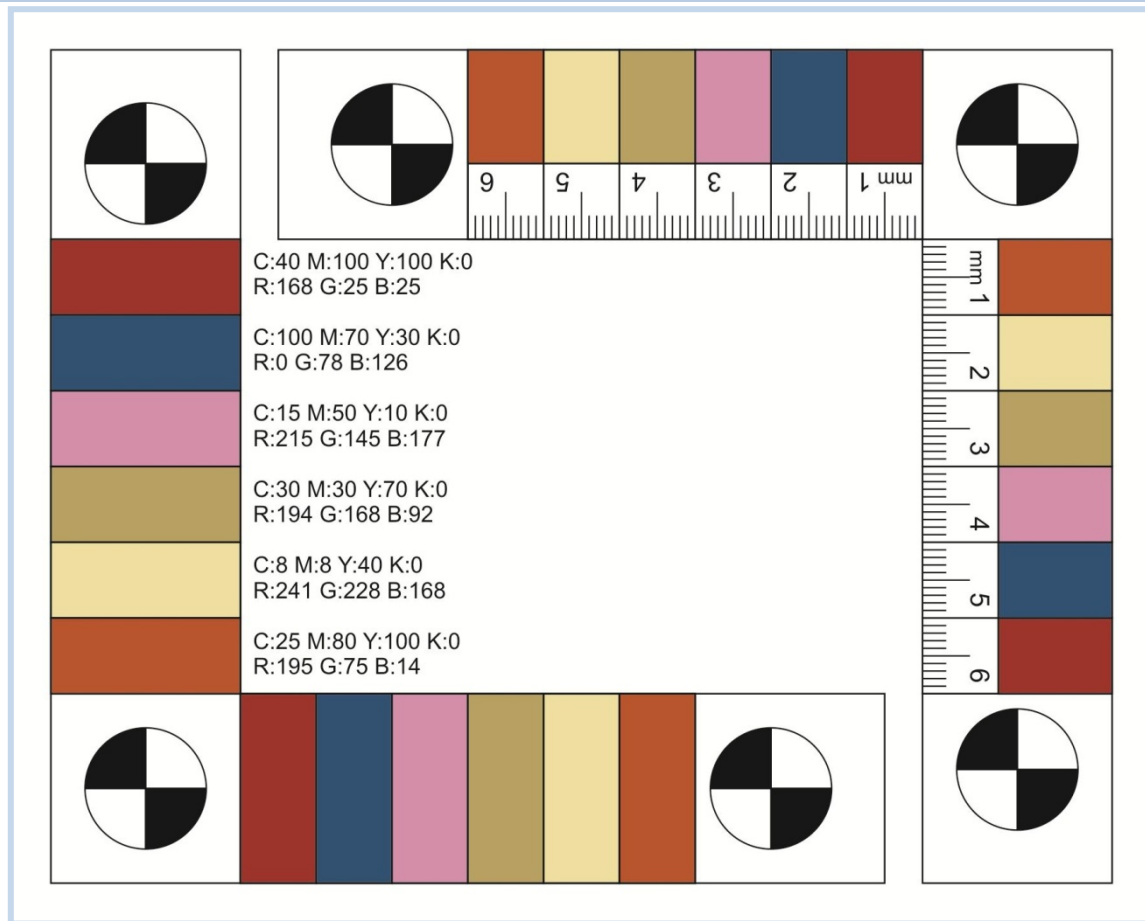 6 5 4 3 2 1 mm
mm 1
2
3
4
5
6
C:40 M:100 Y:100 K:0
R:168 G:25 B:25
C:100 M:70 Y:30 K:0
R:0 G:78 B:126
C:15 M:50 Y:10 K:0
R:215 G:145 B:177
C:30 M:30 Y:70 K:0
R:194 G:168 B:92
C:8 M:8 Y:40 K:0
R:241 G:228 B:168
C:25 M:80 Y:100 K:0
R:195 G:75 B:14